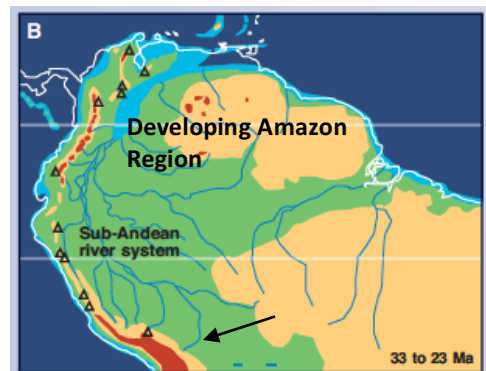 B
Developing Amazon
Region
Sub-Andean
river system
33 to 23 Ma